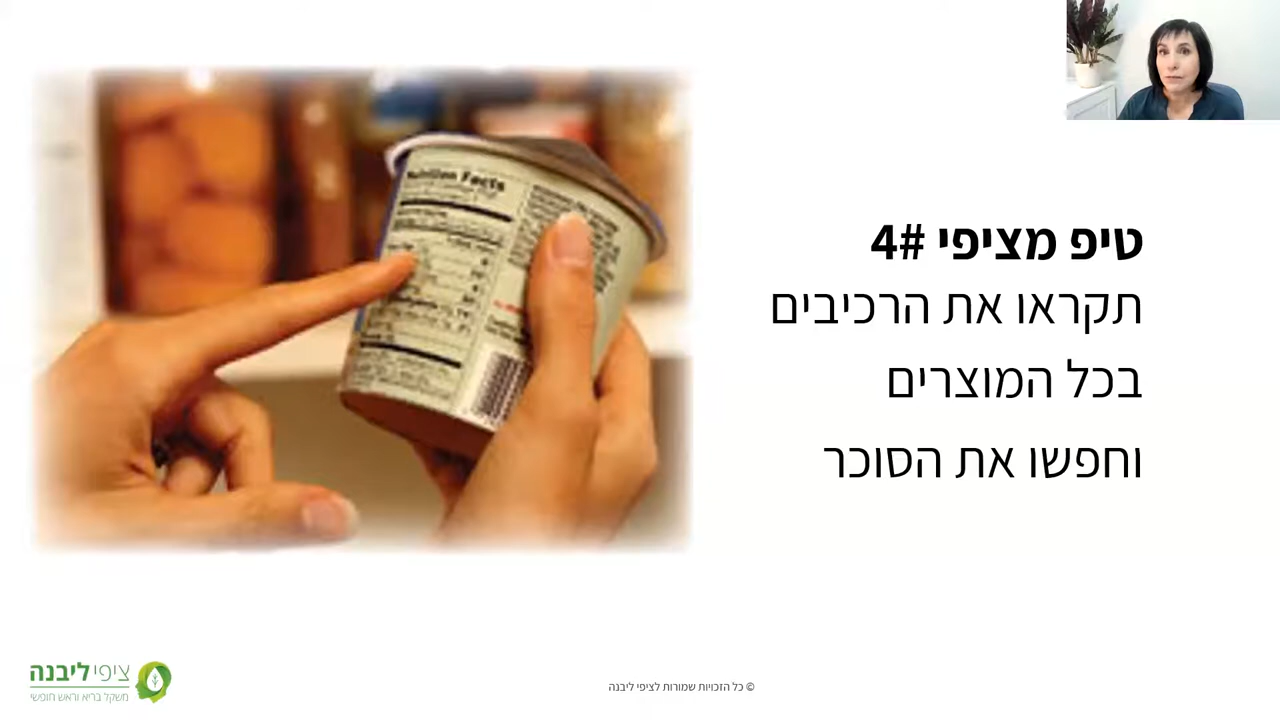 טיפ מציפי #4
תקראו את הרכיבים
בכל המוצרים
וחפשו את הסוכר
Nutrition Facts
ציפי ליבנה
משקל בריא וראש חופשי
© כל הזכויות שמורות לציפי ליבנה